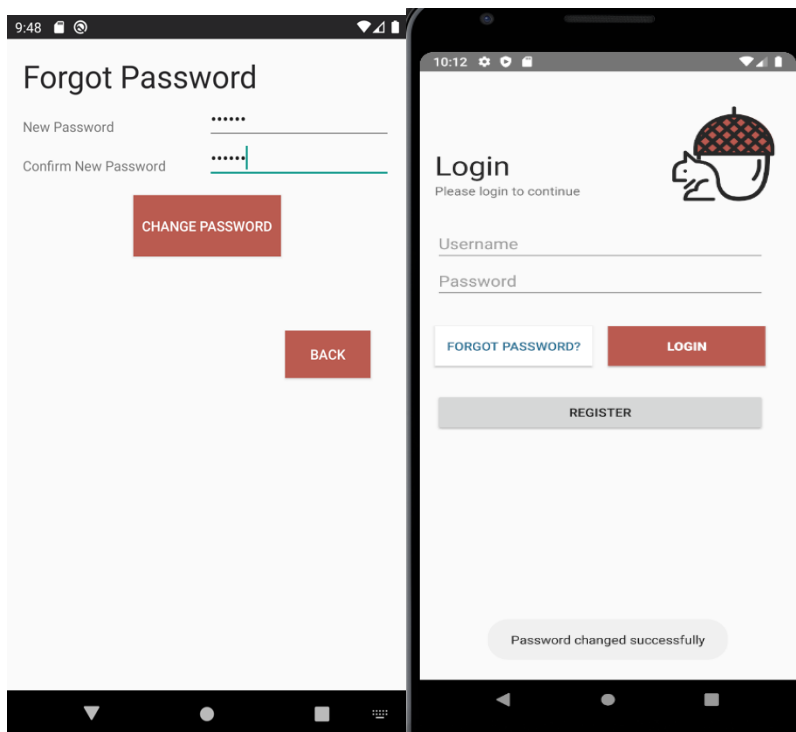 9:48
Forgot Password
New Password
••••••
Confirm New Password
••••••
CHANGE PASSWORD
BACK
10:12
Login
Please login to continue
Username
Password
FORGOT PASSWORD?
LOGIN
REGISTER
Password changed successfully